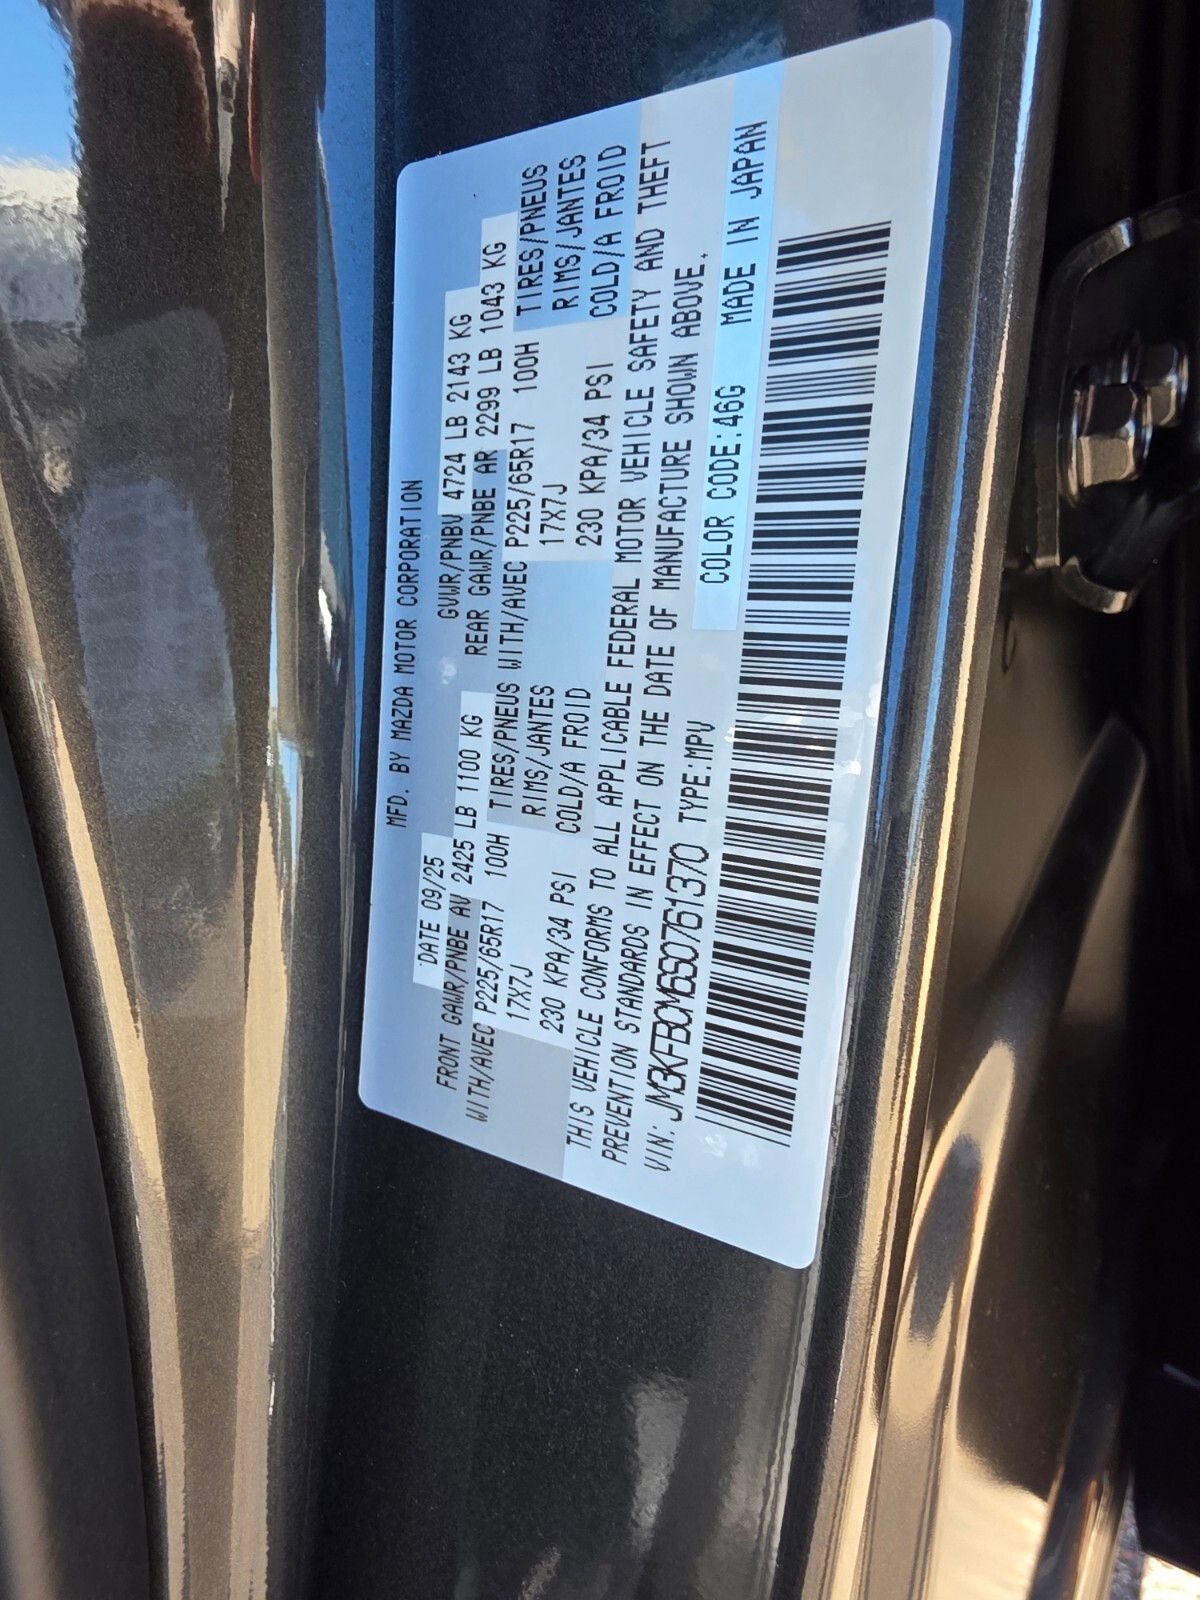 MFD. BY MAZDA MOTOR CORPORATION
DATE 09/25 GVWR/PNBV 4724 LB 2143 KG
FRONT GAWR/PNBE AV 2425 LB 1100 KG REAR GAWR/PNBE AR 2299 LB 1043 KG
WITH/AVEC P225/65R17 100H TIRES/PNEUS WITH/AVEC P225/65R17 100H TIRES/PNEUS
17X7J RIMS/JANTES 17X7J RIMS/JANTES
230 KPA/34 PSI COLD/A FROID 230 KPA/34 PSI COLD/A FROID
THIS VEHICLE CONFORMS TO ALL APPLICABLE FEDERAL MOTOR VEHICLE SAFETY AND THEFT
PREVENTION STANDARDS IN EFFECT ON THE DATE OF MANUFACTURE SHOWN ABOVE.
VIN: JM3KFBCM6S0761370 TYPE:MPV COLOR CODE:46G MADE IN JAPAN